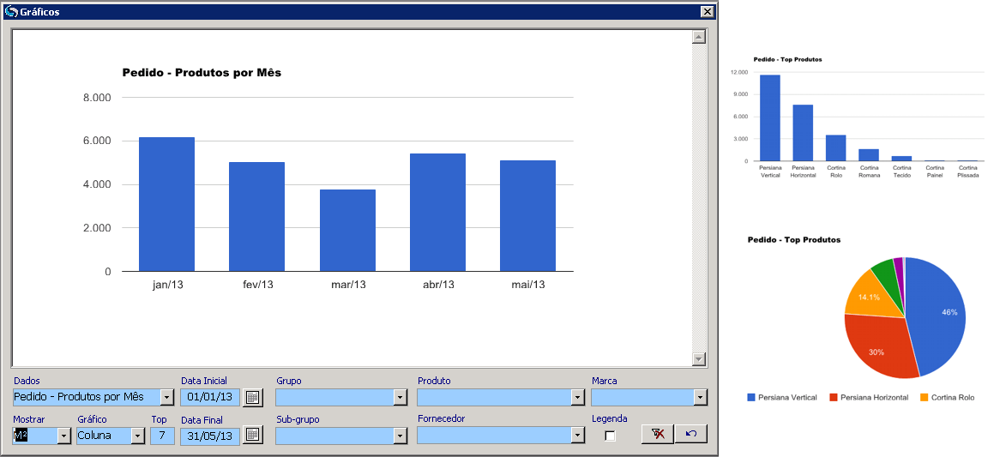 Gráficos
Pedido - Produtos por Mês
8.000
6.000
4.000
2.000
0
jan/13 fev/13 mar/13 abr/13 mai/13
Dados Data Inicial Grupo Produto Marca
Pedido - Produtos por Mês 01/01/13
Mostrar Gráfico Top Data Final Sub-grupo Fornecedor Legenda
M² Coluna 7 31/05/13
Pedido - Top Produtos
12.000
9.000
6.000
3.000
0
Persiana Persiana Cortina Cortina Cortina Cortina Cortina
Vertical Horizontal Rolo Romana Tecido Painel Plissada
Pedido - Top Produtos
46%
30%
14.1%
Persiana Vertical Persiana Horizontal Cortina Rolo